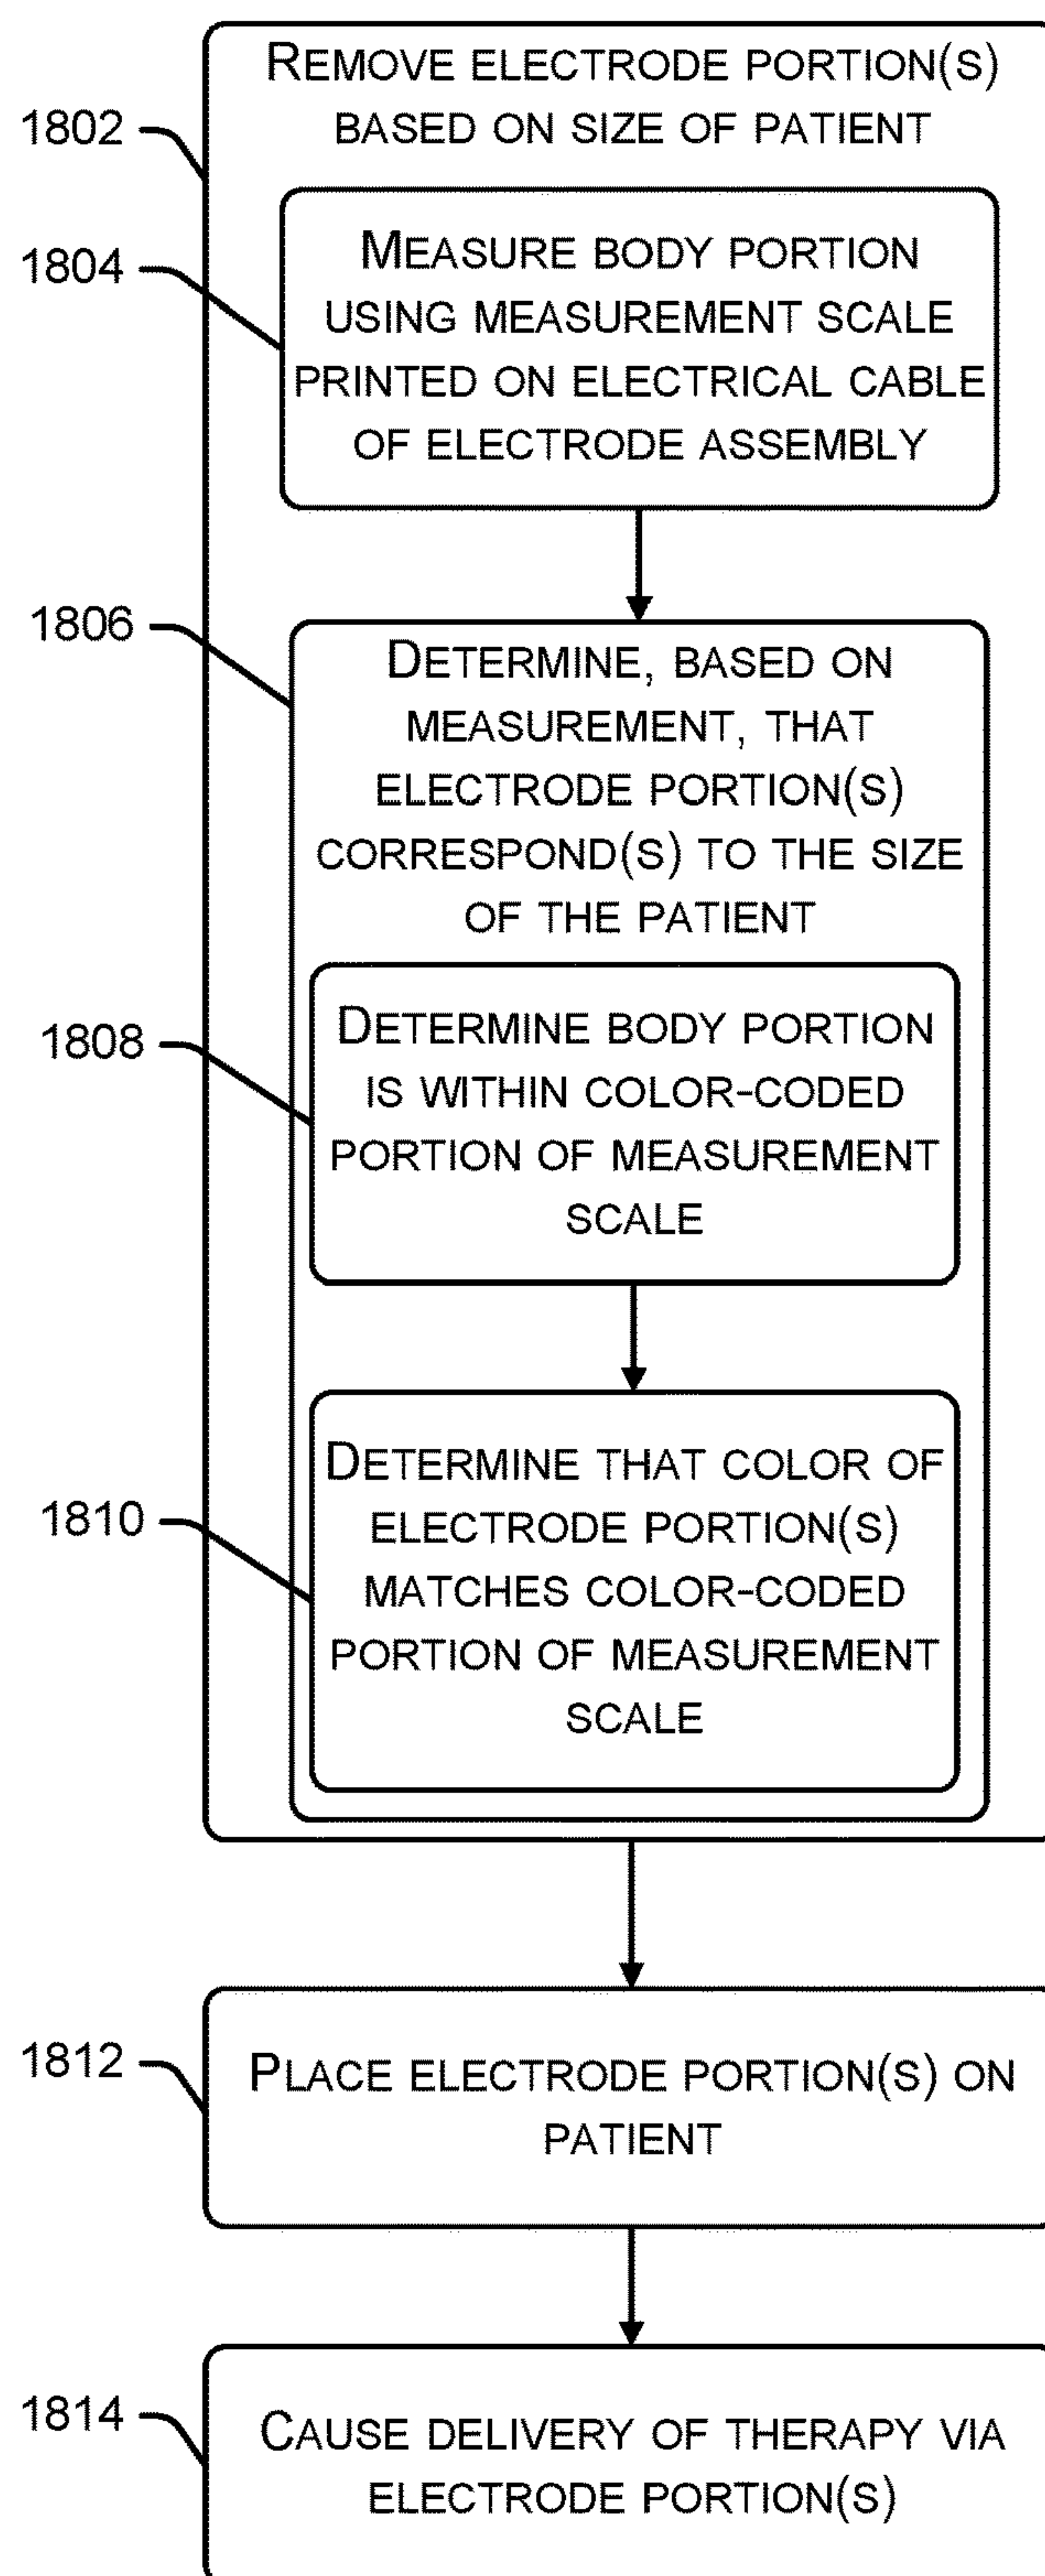 REMOVE ELECTRODE PORTION(S)
BASED ON SIZE OF PATIENT
1802
MEASURE BODY PORTION
USING MEASUREMENT SCALE
PRINTED ON ELECTRICAL CABLE
OF ELECTRODE ASSEMBLY
1804
1806
DETERMINE, BASED ON
MEASUREMENT, THAT
ELECTRODE PORTION(S)
CORRESPOND(S) TO THE SIZE
OF THE PATIENT
1808
DETERMINE BODY PORTION
IS WITHIN COLOR-CODED
PORTION OF MEASUREMENT
SCALE
1810
DETERMINE THAT COLOR OF
ELECTRODE PORTION(S)
MATCHES COLOR-CODED
PORTION OF MEASUREMENT
SCALE
1812
PLACE ELECTRODE PORTION(S) ON
PATIENT
1814
CAUSE DELIVERY OF THERAPY VIA
ELECTRODE PORTION(S)